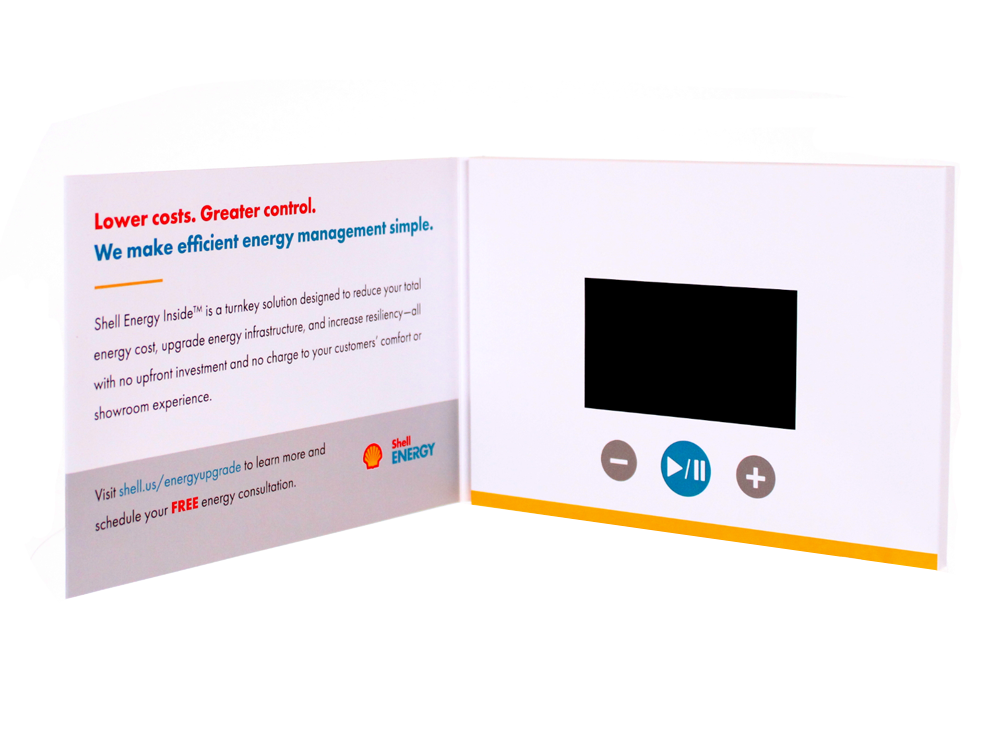 Lower costs. Greater control.
We make efficient energy management simple.
Shell Energy Inside™ is a turnkey solution designed to reduce your total
energy cost, upgrade energy infrastructure, and increase resiliency—all
with no upfront investment and no charge to your customers’ comfort or
showroom experience.
Visit shell.us/energyupgrade to learn more and
schedule your FREE energy consultation.
Shell
ENERGY